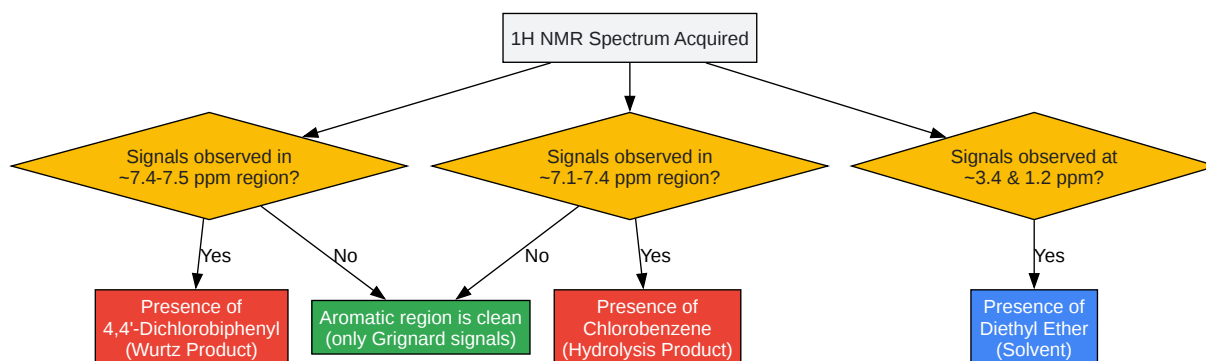 1H NMR Spectrum Acquired
Signals observed in
~7.4-7.5 ppm region?
Signals observed in
~7.1-7.4 ppm region?
Signals observed at
~3.4 & 1.2 ppm?
Yes
No
No
Yes
Yes
Presence of
4,4'-Dichlorobiphenyl
(Wurtz Product)
Aromatic region is clean
(only Grignard signals)
Presence of
Chlorobenzene
(Hydrolysis Product)
Presence of
Diethyl Ether
(Solvent)